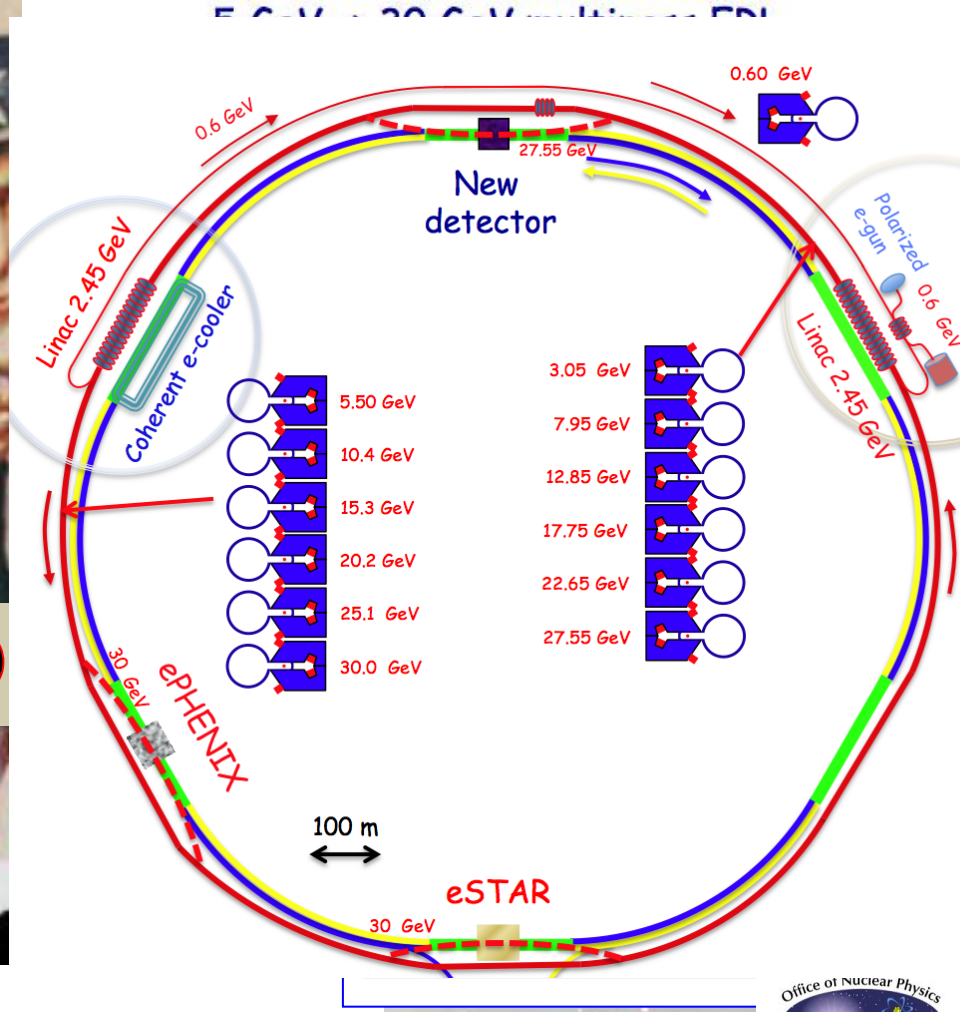 0.60 GeV
0.6 GeV
27.55 GeV
New
detector
Polarized
e-gun
0.6 GeV
Linac 2.45 GeV
Coherent e-cooler
Linac 2.45 GeV
5.50 GeV
10.4 GeV
15.3 GeV
20.2 GeV
25.1 GeV
30.0 GeV
3.05 GeV
7.95 GeV
12.85 GeV
17.75 GeV
22.65 GeV
27.55 GeV
30 GeV
ePHENIX
100 m
eSTAR
30 GeV
Office of Nuclear Physics